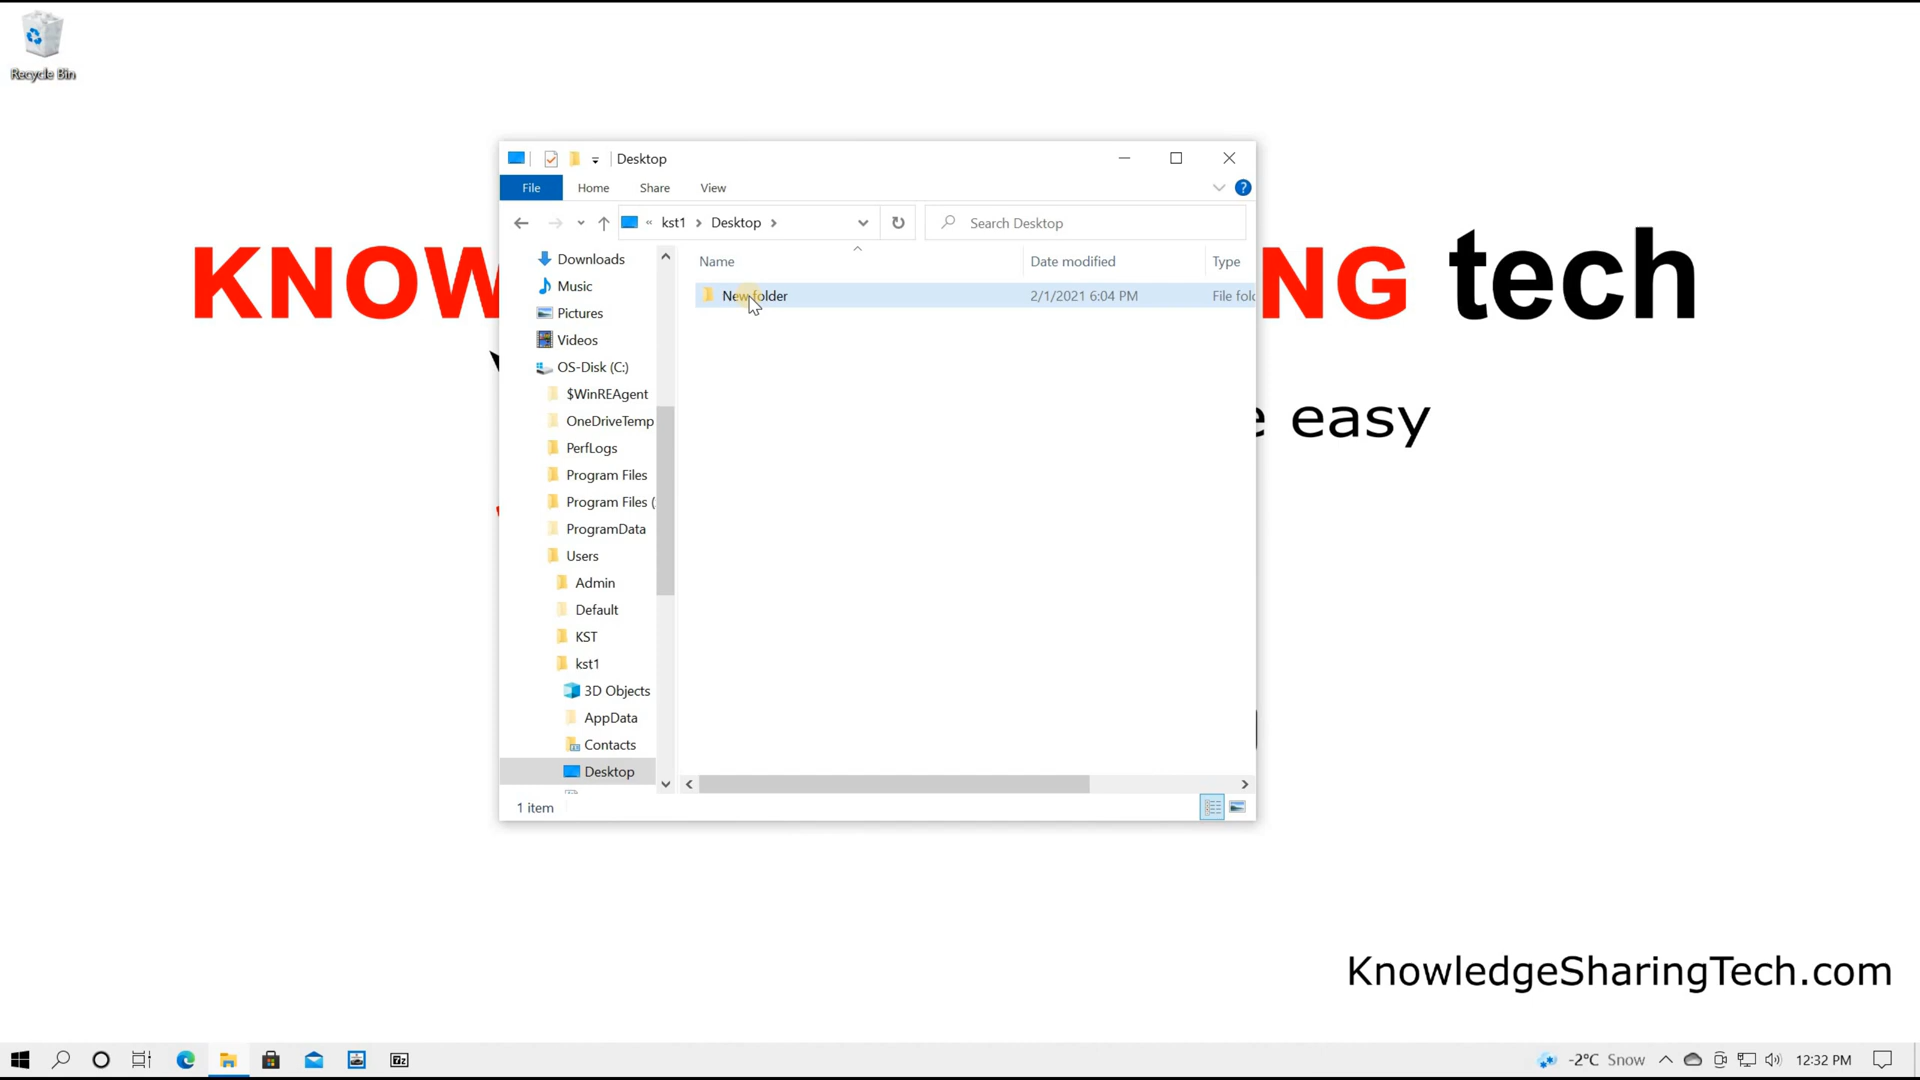 Recycle Bin
Desktop
File Home Share View
kst1 Desktop
Search Desktop
KNOW
NG tech
easy
Name Date modified Type
New folder 2/1/2021 6:04 PM File fol
Downloads
Music
Pictures
Videos
OS-Disk (C:)
$WinREAgent
OneDriveTemp
PerfLogs
Program Files
Program Files (
ProgramData
Users
Admin
Default
KST
kst1
3D Objects
AppData
Contacts
Desktop
1 item
KnowledgeSharingTech.com
-2°C Snow
12:32 PM